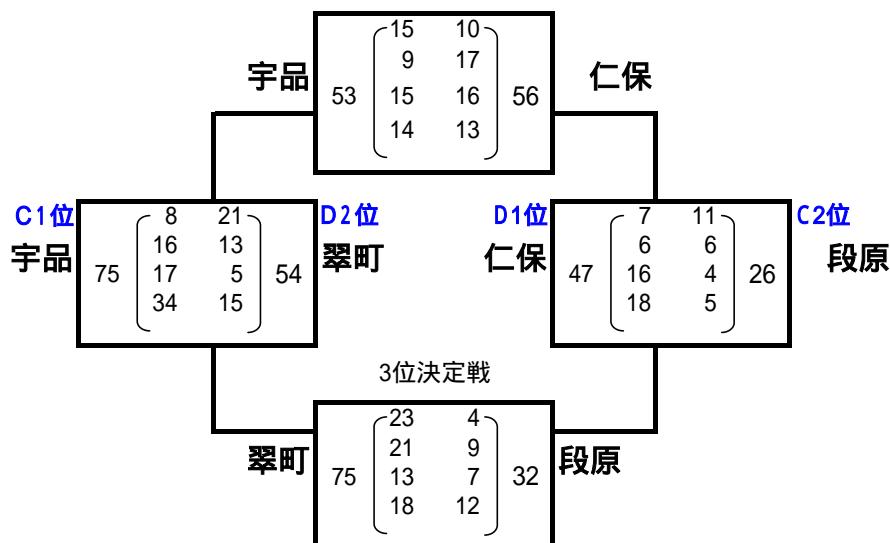 15 10
宇品 9 17 仁保
53 15 16 56
14 13
C1位 8 21 D2位 D1位 7 11 C2位
宇品 16 13 翠町 仁保 6 6 段原
75 17 5 54 47 16 4 26
34 15 18 5
3位決定戦
23 4
翠町 21 9 段原
75 13 7 32
18 12